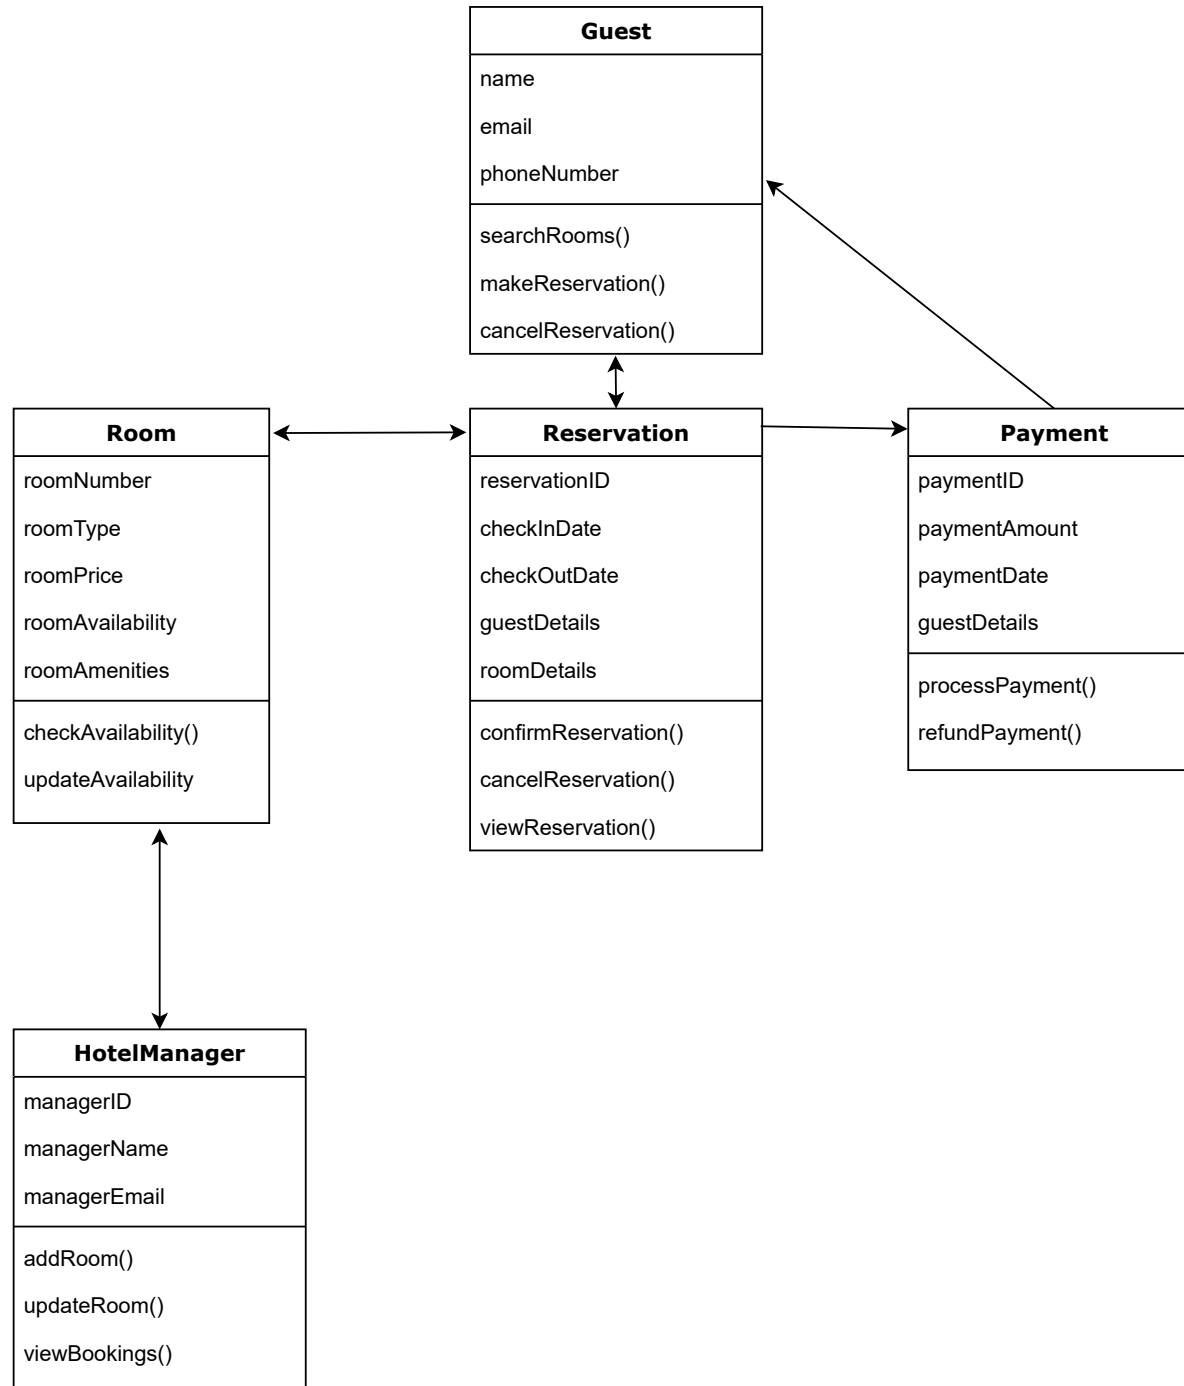 Guest
name
email
phoneNumber
searchRooms()
makeReservation()
cancelReservation()
Room
roomNumber
roomType
roomPrice
roomAvailability
roomAmenities
checkAvailability()
updateAvailability
Reservation
reservationID
checkInDate
checkOutDate
guestDetails
roomDetails
confirmReservation()
cancelReservation()
viewReservation()
Payment
paymentID
paymentAmount
paymentDate
guestDetails
processPayment()
refundPayment()
HotelManager
managerID
managerName
managerEmail
addRoom()
updateRoom()
viewBookings()